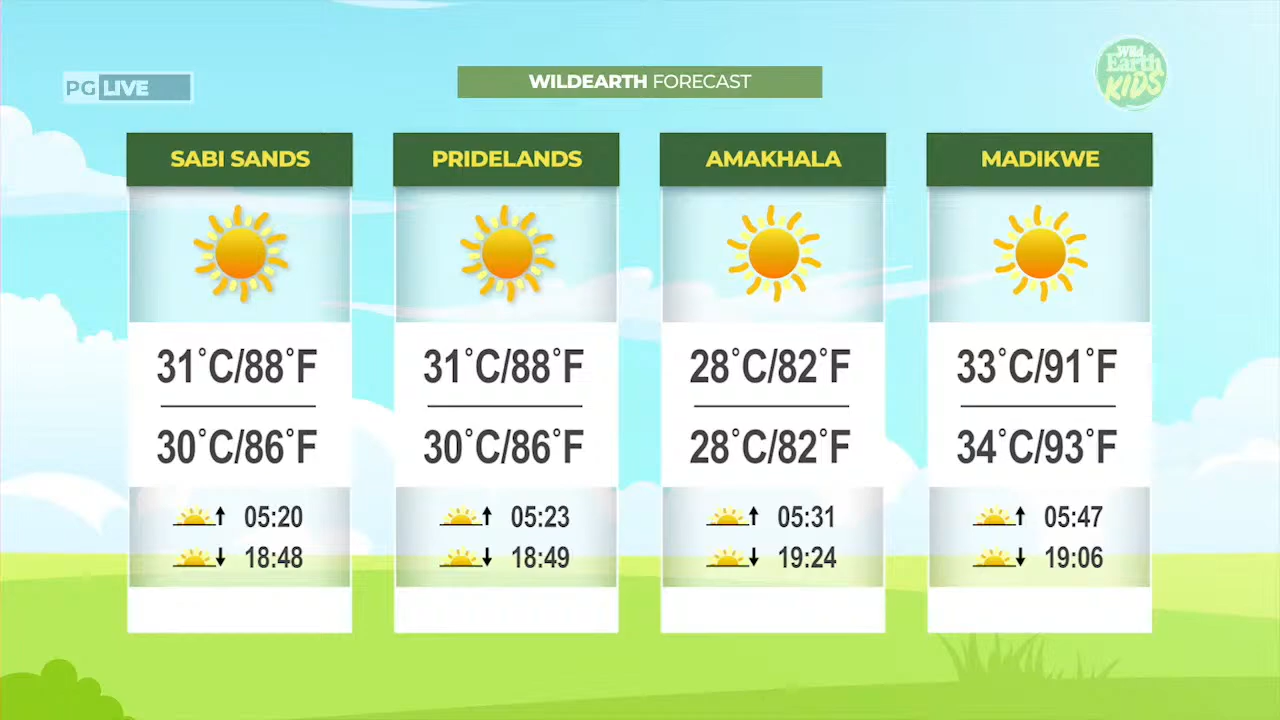 PG LIVE
WILDEARTH FORECAST
Wild
Earth
KIDS
SABI SANDS
31°C/88°F
30°C/86°F
05:20
18:48
PRIDELANDS
31°C/88°F
30°C/86°F
05:23
18:49
AMAKHALA
28°C/82°F
28°C/82°F
05:31
19:24
MADIKWE
33°C/91°F
34°C/93°F
05:47
19:06